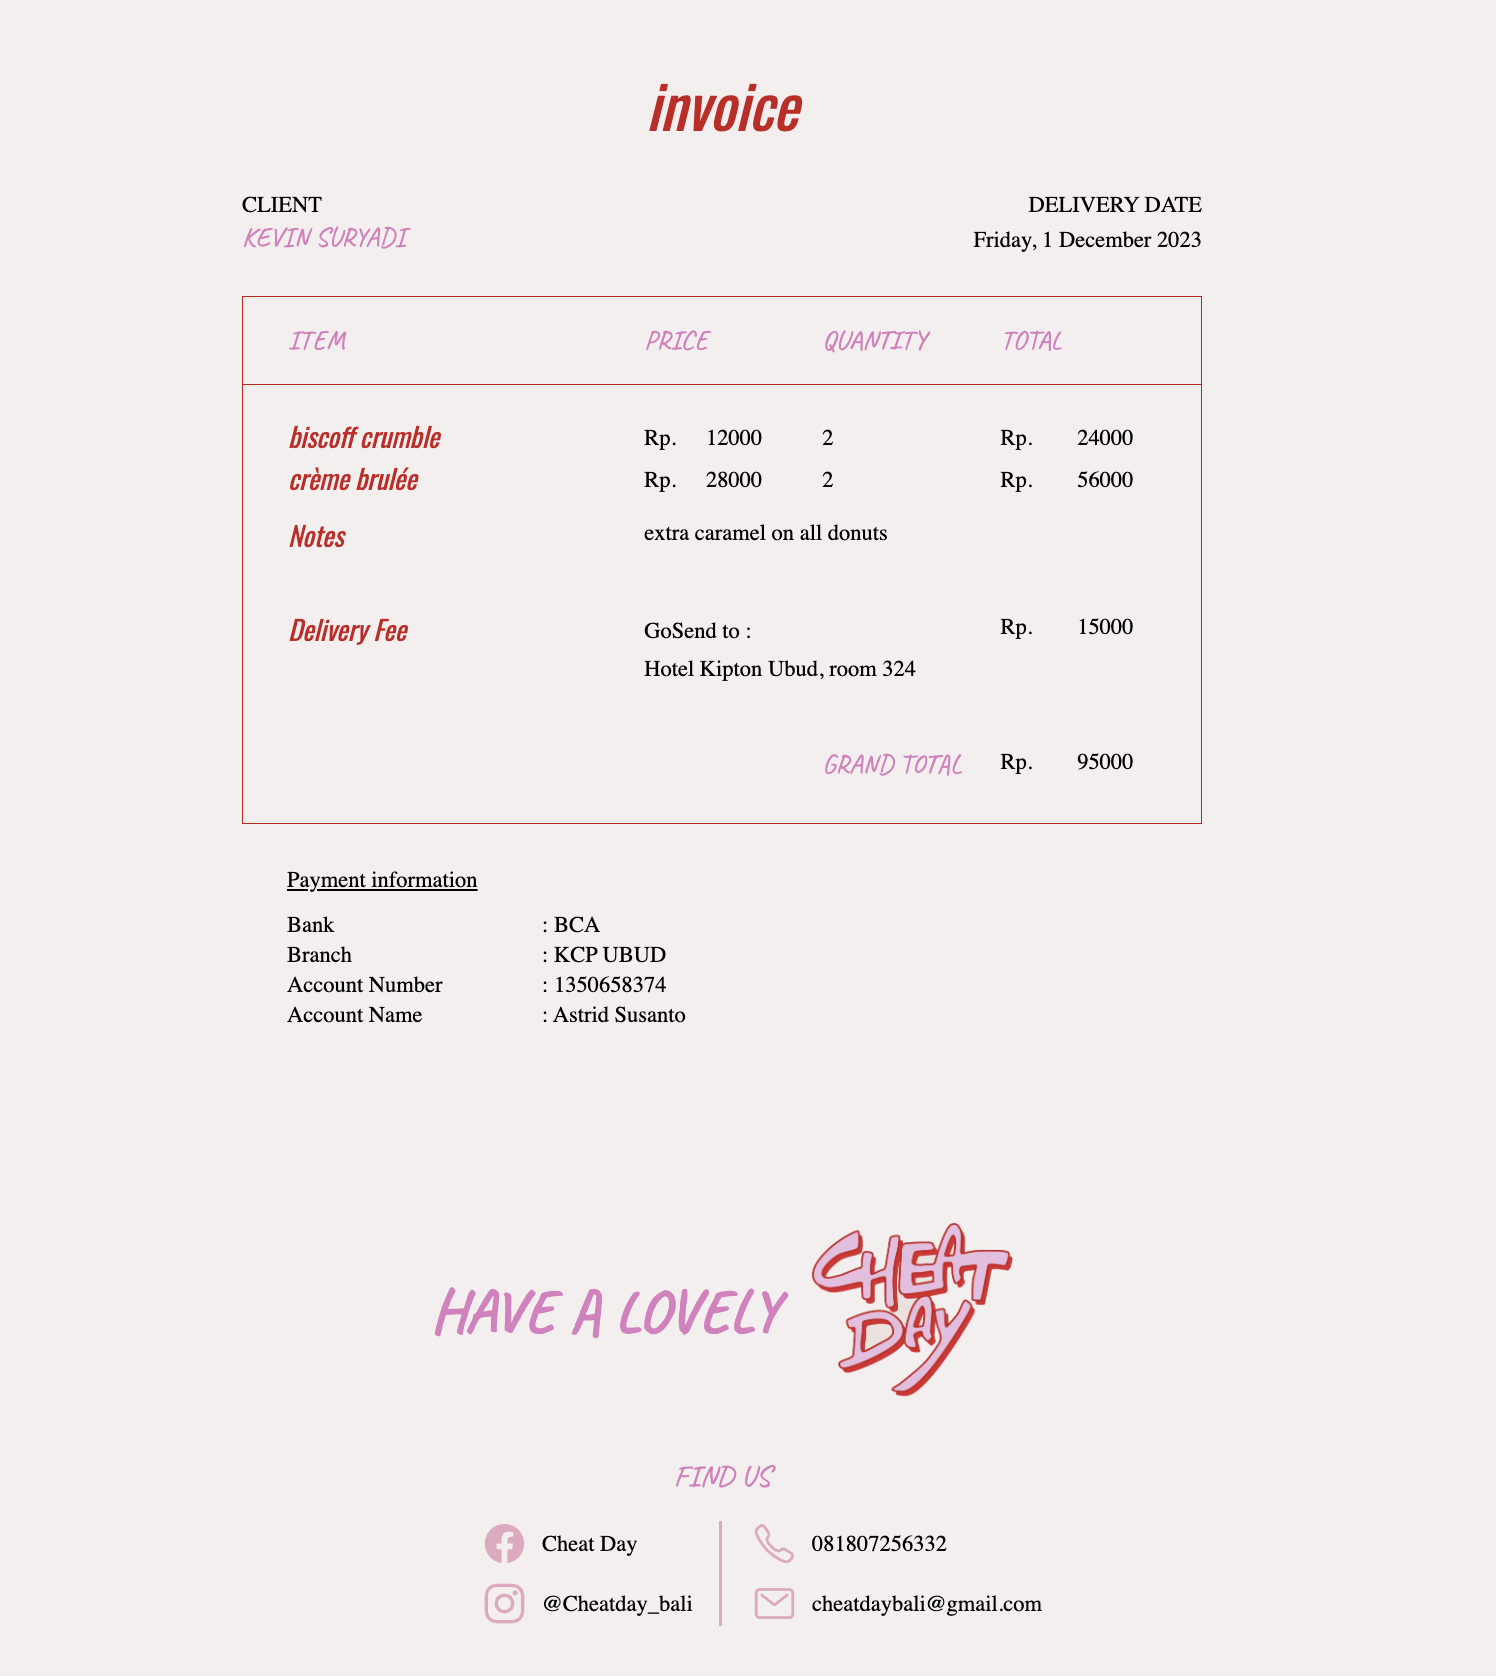 invoice
CLIENT
DELIVERY DATE
KEVIN SURYADI
Friday, 1 December 2023
ITEM PRICE QUANTITY TOTAL
biscoff crumble Rp. 12000 2 Rp. 24000
crème brulée Rp. 28000 2 Rp. 56000
Notes extra caramel on all donuts
Delivery Fee GoSend to : Rp. 15000
Hotel Kipton Ubud, room 324
GRAND TOTAL Rp. 95000
Payment information
Bank : BCA
Branch : KCP UBUD
Account Number : 1350658374
Account Name : Astrid Susanto
HAVE A LOVELY CHEAT DAY
FIND US
Cheat Day 081807256332
@Cheatday_bali cheatdaybali@gmail.com